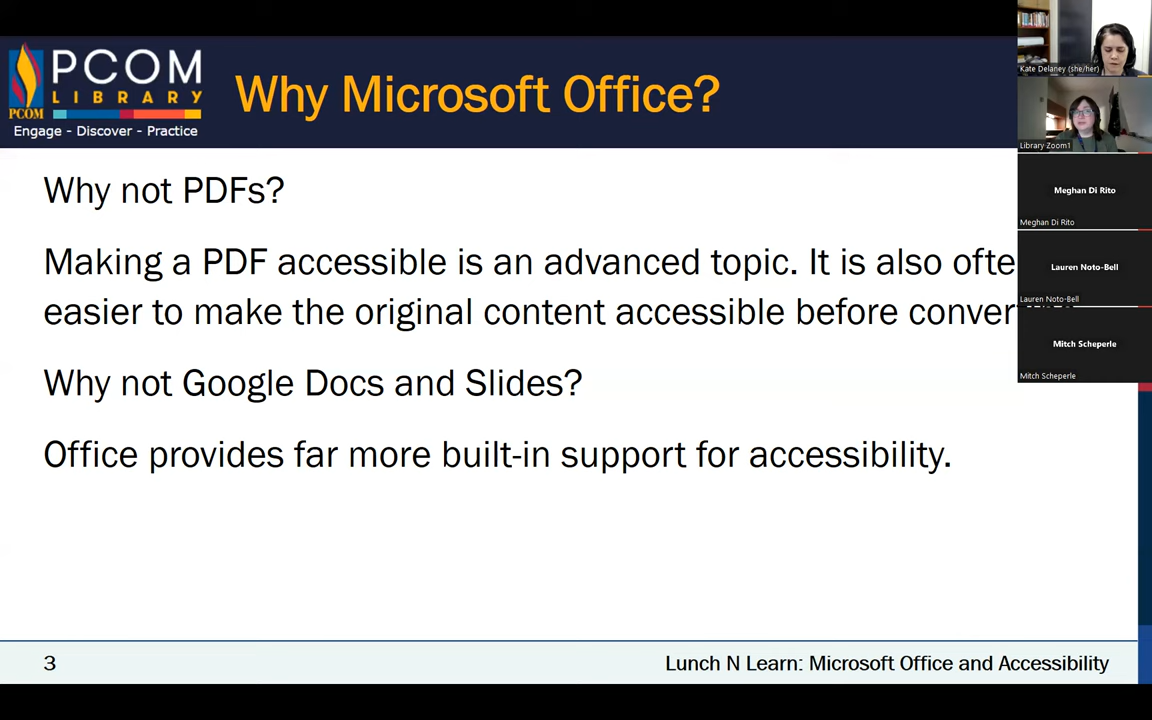 PCOM
LIBRARY
PCOM
Engage - Discover - Practice
Why Microsoft Office?
Why not PDFs?
Making a PDF accessible is an advanced topic. It is also ofte
easier to make the original content accessible before conver
Why not Google Docs and Slides?
Office provides far more built-in support for accessibility.
3
Lunch N Learn: Microsoft Office and Accessibility
Kate Delaney (she/her)
Library Zoom1
Meghan Di Rito
Meghan Di Rito
Lauren Noto-Bell
Lauren Noto-Bell
Mitch Scheperle
Mitch Scheperle